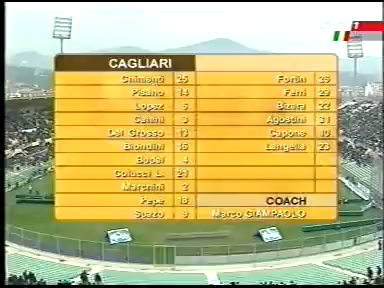 CAGLIARI
Chimenti 25
Pisano 14
Lopez 6
Canini 3
Del Grosso 13
Biondini 16
Budel 4
Colucci L. 21
Marchini 2
Pepe 18
Suazo 9
Fortin 26
Ferri 29
Bizera 22
Agostini 31
Capone 10
Langella 23
COACH
Marco GIAMPAOLO